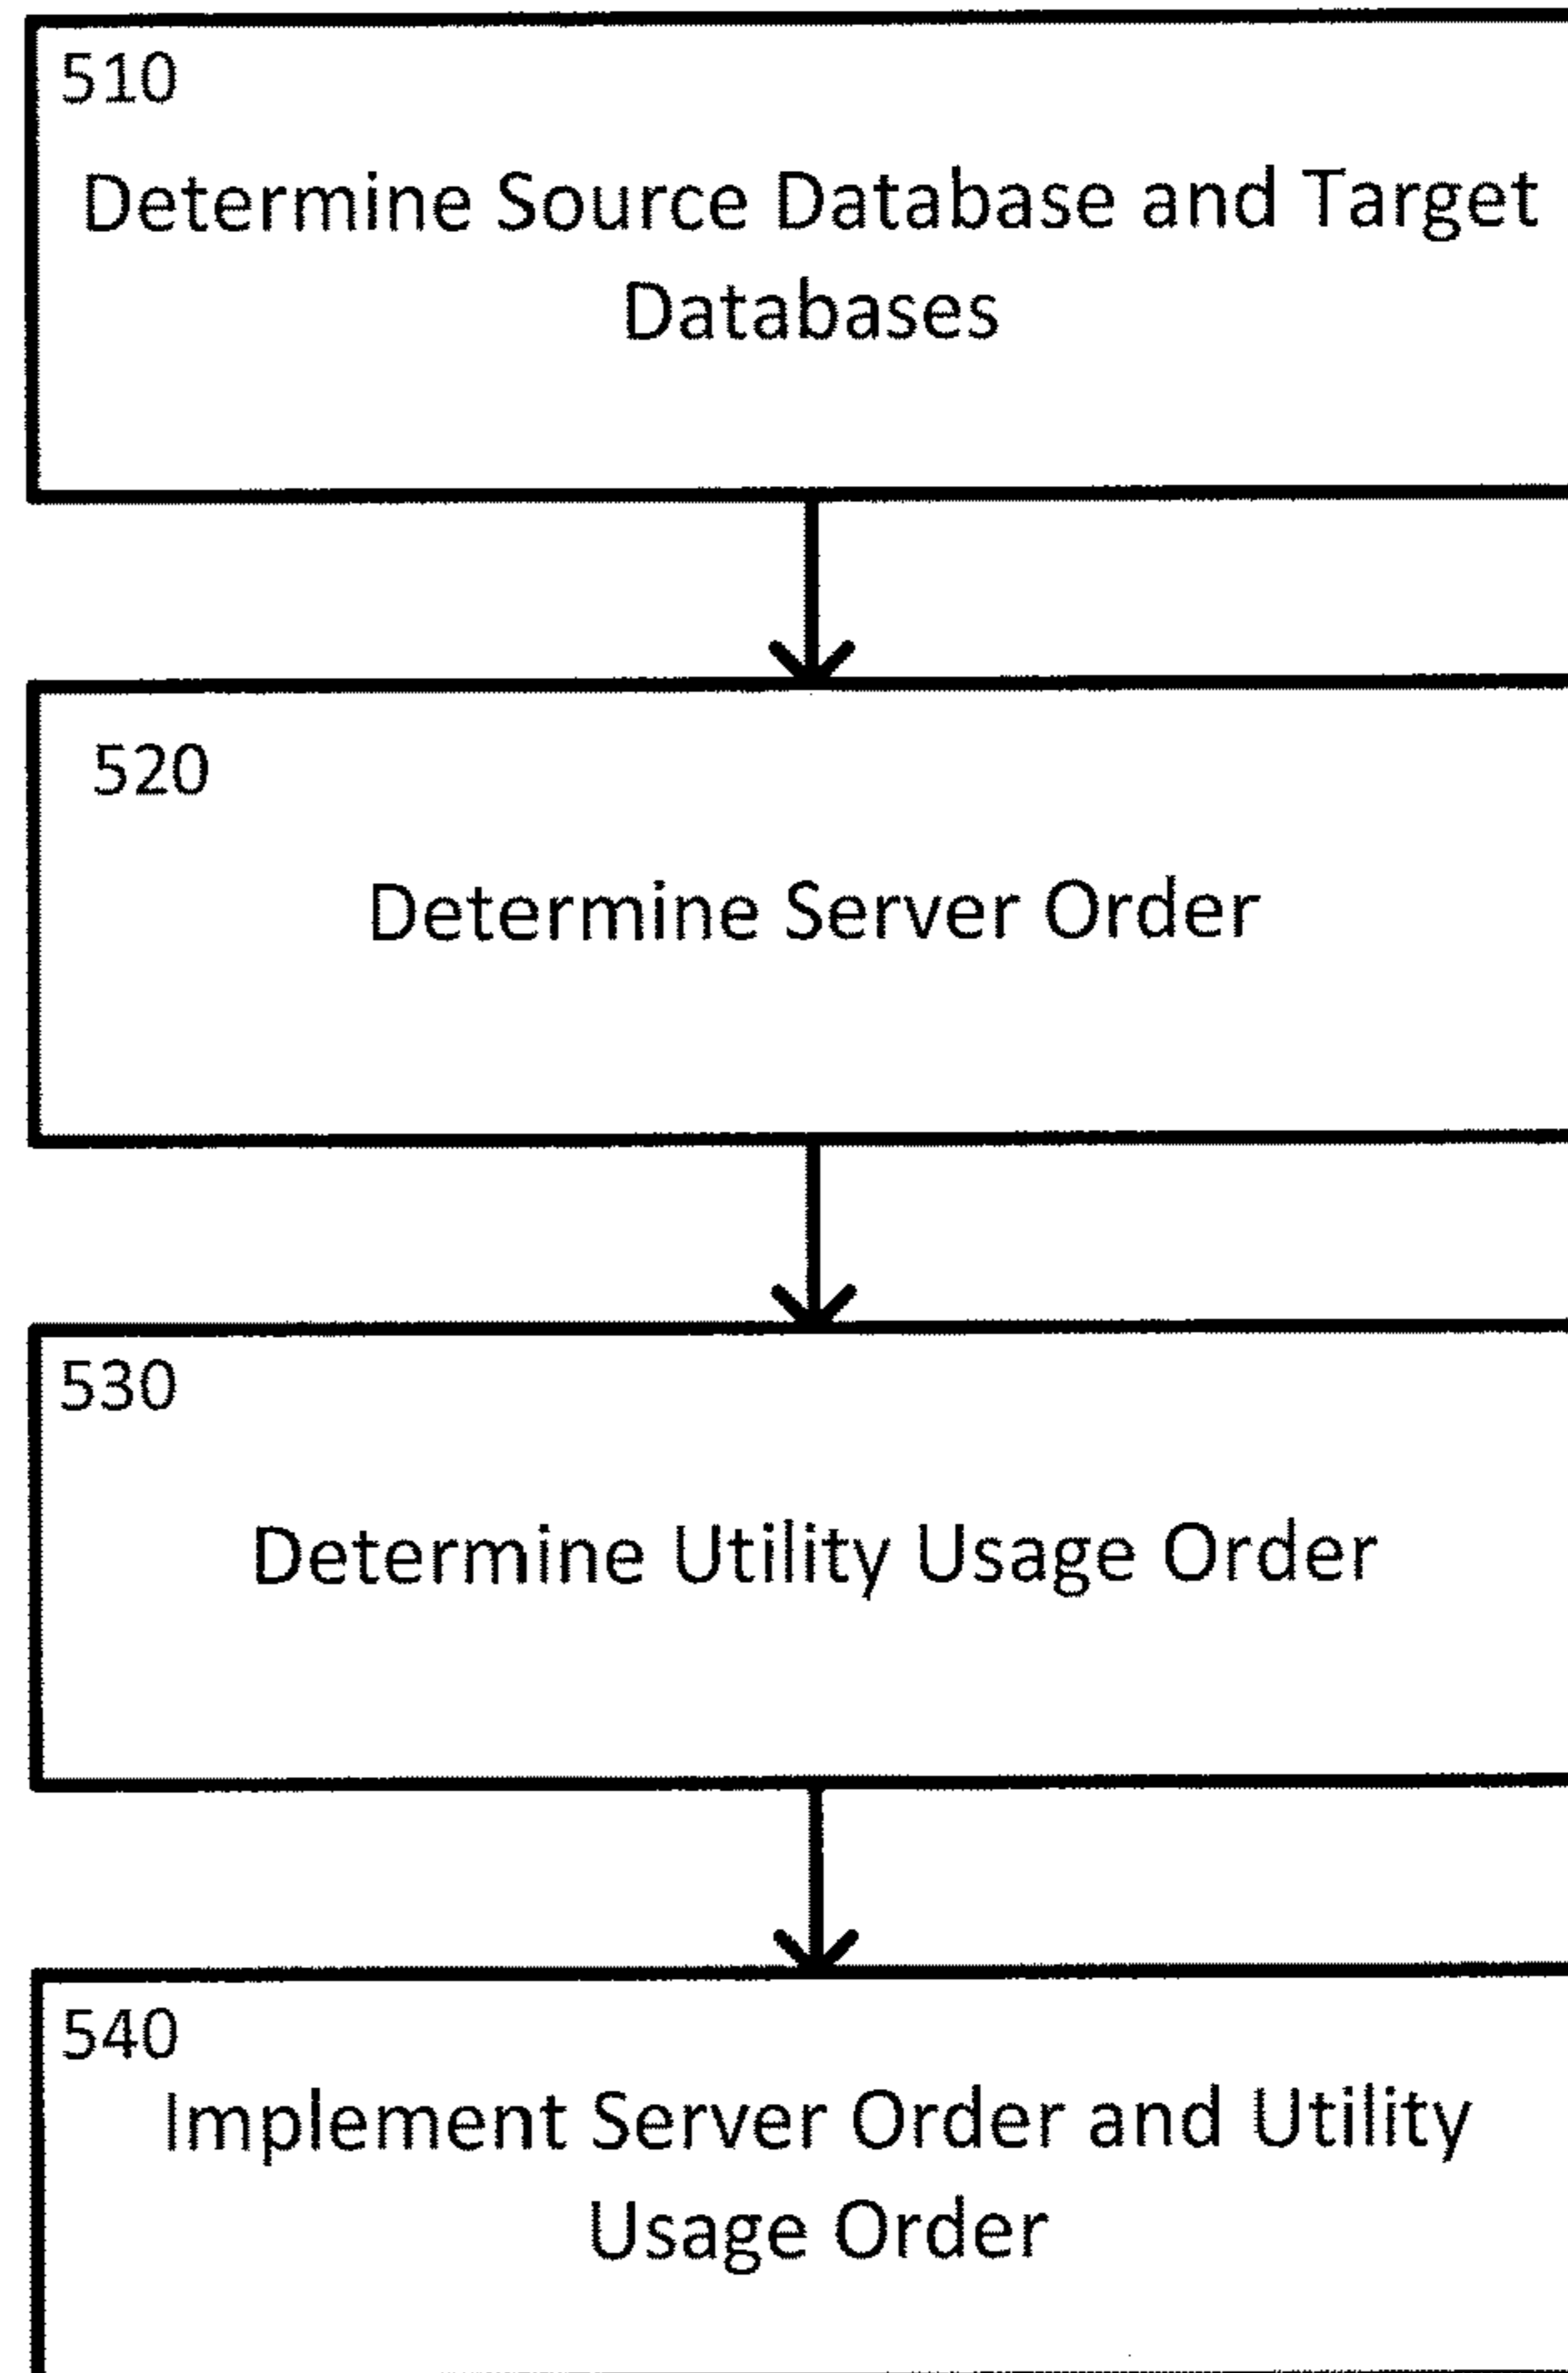 510
Determine Source Database and Target
Databases
520
Determine Server Order
530
Determine Utility Usage Order
540
Implement Server Order and Utility
Usage Order